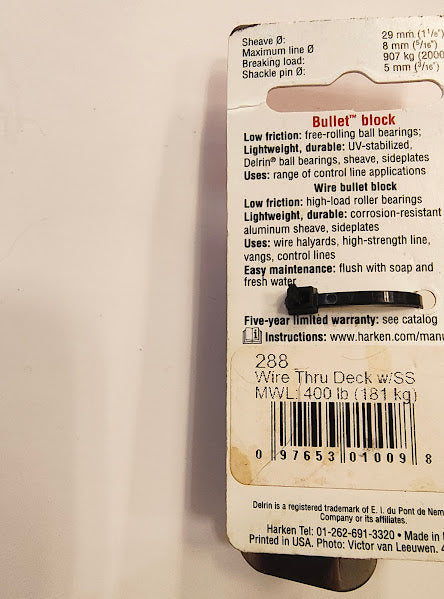 Sheave Ø: 29 mm (1 1/8")
Maximum line Ø 8 mm (5/16")
Breaking load: 907 kg (2000
Shackle pin Ø: 5 mm (3/16")
Bullet™ block
Low friction: free-rolling ball bearings;
Lightweight, durable: UV-stabilized,
Delrin® ball bearings, sheave, sideplates
Uses: range of control line applications
Wire bullet block
Low friction: high-load roller bearings
Lightweight, durable: corrosion-resistant
aluminum sheave, sideplates
Uses: wire halyards, high-strength line,
vangs, control lines
Easy maintenance: flush with soap and
fresh water
Five-year limited warranty: see catalog
Instructions: www.harken.com/manu
288
Wire Thru Deck w/SS
MWL: 400 lb (181 kg)
0 97653 01009 8
Delrin is a registered trademark of E. I. du Pont de Nem
Company or its affiliates.
Harken Tel: 01-262-691-3320 • Made in
Printed in USA. Photo: Victor van Leeuwen. 4